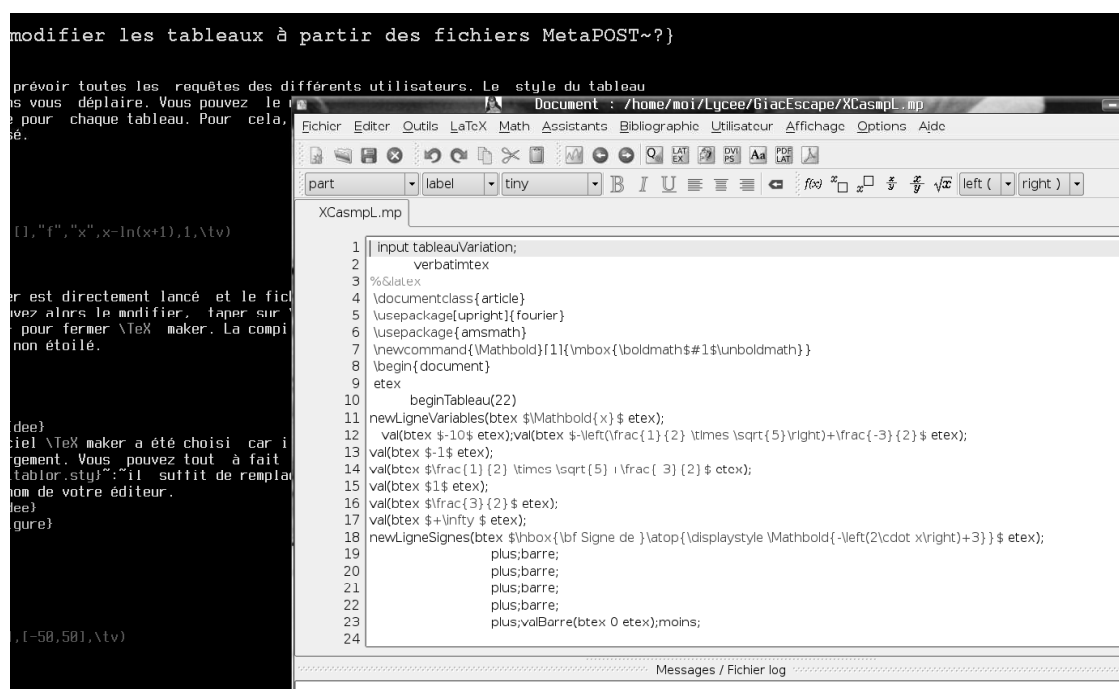 modifier les tableaux à partir des fichiers MetaPOST~?}
prévoir toutes les requêtes des différents utilisateurs. Le style du tableau
ns vous déplaire. Vous pouvez le
e pour chaque tableau. Pour cela,
sé.
[],"f","x",x-ln(x+1),1,\tv)
er est directement lancé et le fich
uvez alors le modifier, taper sur
pour fermer \TeX maker. La compi
non étoilé.
dee}
ciel \TeX maker a été choisi car i
rgement. Vous pouvez tout à fait
tablor.sty}~:~il suffit de rempla
nom de votre éditeur.
dee}
gure}
],[-50,50],\tv)
Document : /home/moi/Lycee/GiacEscape/XCasmpL.mp
Fichier Editer Outils LaTeX Math Assistants Bibliographie Utilisateur Affichage Options Aide
part label tiny B I U f(x) left ( right )
XCasmpL.mp
1 input tableauVariation;
2 verbatimtex
3 %&latex
4 \documentclass{article}
5 \usepackage[upright]{fourier}
6 \usepackage{amsmath}
7 \newcommand{\Mathbold}[1]{\mbox{\boldmath$#1$\unboldmath}}
8 \begin{document}
9 etex
10 beginTableau(22)
11 newLigneVariables(btex $\Mathbold{x}$ etex);
12 val(btex $-10$ etex);val(btex $-\left(\frac{1}{2} \times \sqrt{5}\right)+\frac{-3}{2}$ etex);
13 val(btex $-1$ etex);
14 val(btex $\frac{1}{2} \times \sqrt{5}+\frac{-3}{2}$ etex);
15 val(btex $1$ etex);
16 val(btex $\frac{3}{2}$ etex);
17 val(btex $+\infty $ etex);
18 newLigneSignes(btex $\hbox{\bf Signe de }\atop{\displaystyle \Mathbold{-\left(2\cdot x\right)+3}}$ etex);
19 plus;barre;
20 plus;barre;
21 plus;barre;
22 plus;barre;
23 plus;valBarre(btex 0 etex);moins;
24
Messages / Fichier log